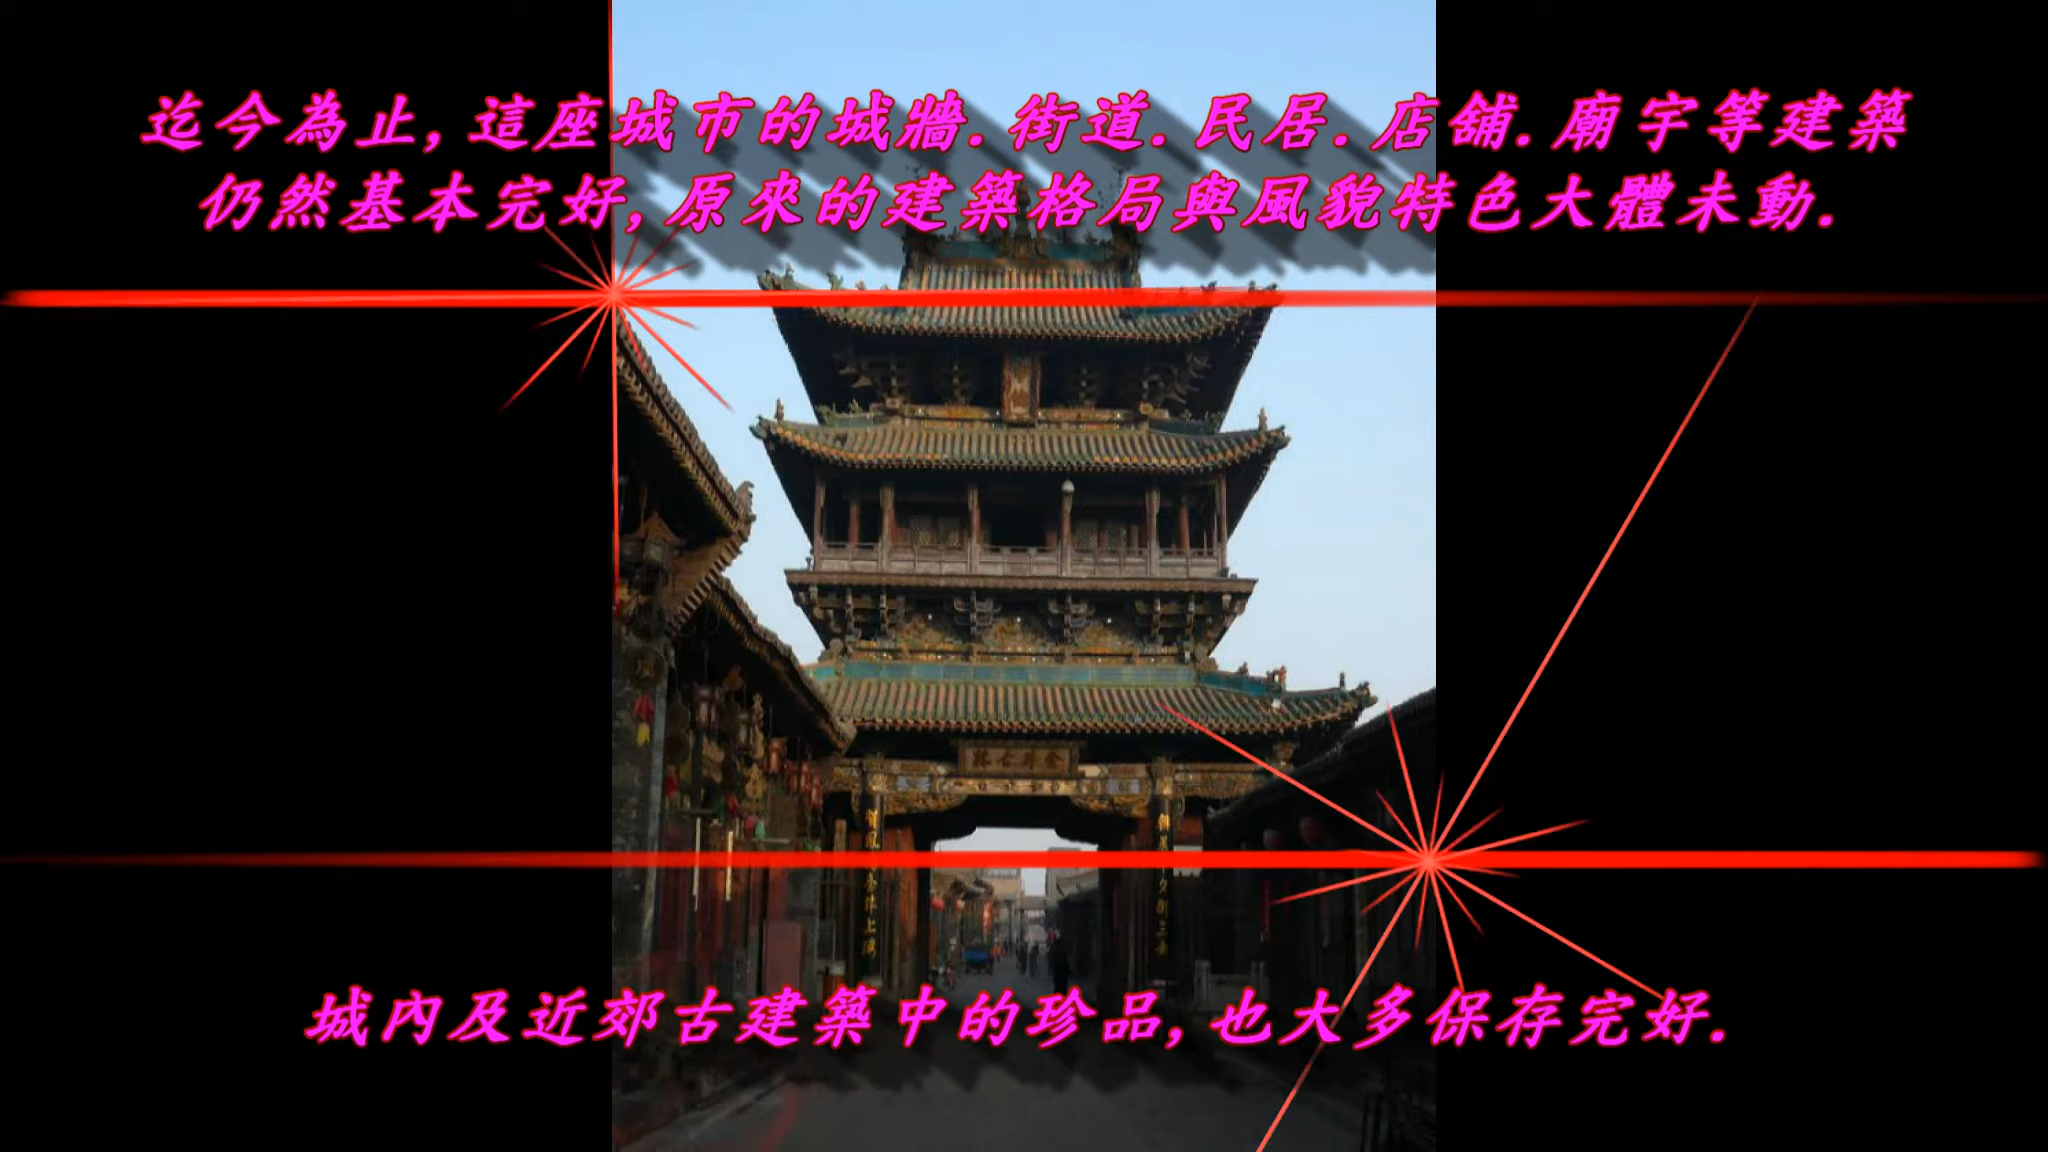 迄今為止,這座城市的城牆.街道.民居.店舖.廟宇等建築
仍然基本完好,原來的建築格局與風貌特色大體未動.
城內及近郊古建築中的珍品,也大多保存完好.